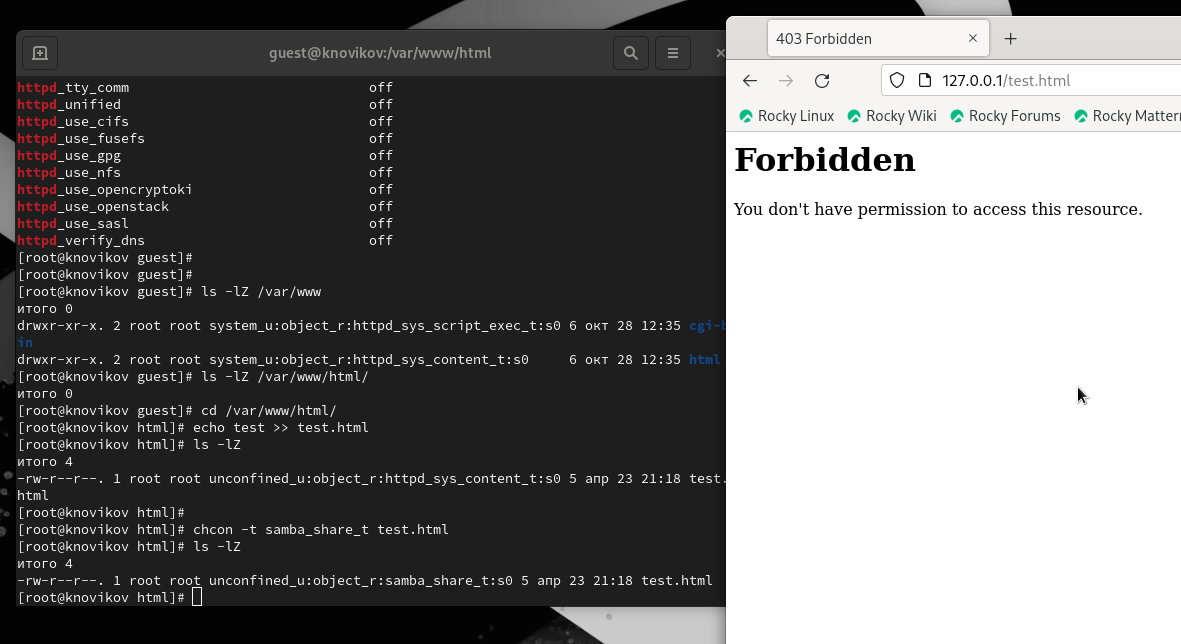 guest@knovikov:/var/www/html
httpd_tty_comm off
httpd_unified off
httpd_use_cifs off
httpd_use_fusefs off
httpd_use_gpg off
httpd_use_nfs off
httpd_use_opencryptoki off
httpd_use_openstack off
httpd_use_sasl off
httpd_verify_dns off
[root@knovikov guest]#
[root@knovikov guest]#
[root@knovikov guest]# ls -lZ /var/www
итого 0
drwxr-xr-x. 2 root root system_u:object_r:httpd_sys_script_exec_t:s0 6 окт 28 12:35 cgi-b
in
drwxr-xr-x. 2 root root system_u:object_r:httpd_sys_content_t:s0 6 окт 28 12:35 html
[root@knovikov guest]# ls -lZ /var/www/html/
итого 0
[root@knovikov guest]# cd /var/www/html/
[root@knovikov html]# echo test >> test.html
[root@knovikov html]# ls -lZ
итого 4
-rw-r--r--. 1 root root unconfined_u:object_r:httpd_sys_content_t:s0 5 апр 23 21:18 test.
html
[root@knovikov html]#
[root@knovikov html]# chcon -t samba_share_t test.html
[root@knovikov html]# ls -lZ
итого 4
-rw-r--r--. 1 root root unconfined_u:object_r:samba_share_t:s0 5 апр 23 21:18 test.html
[root@knovikov html]#
403 Forbidden
127.0.0.1/test.html
Rocky Linux Rocky Wiki Rocky Forums Rocky Matter
Forbidden
You don't have permission to access this resource.